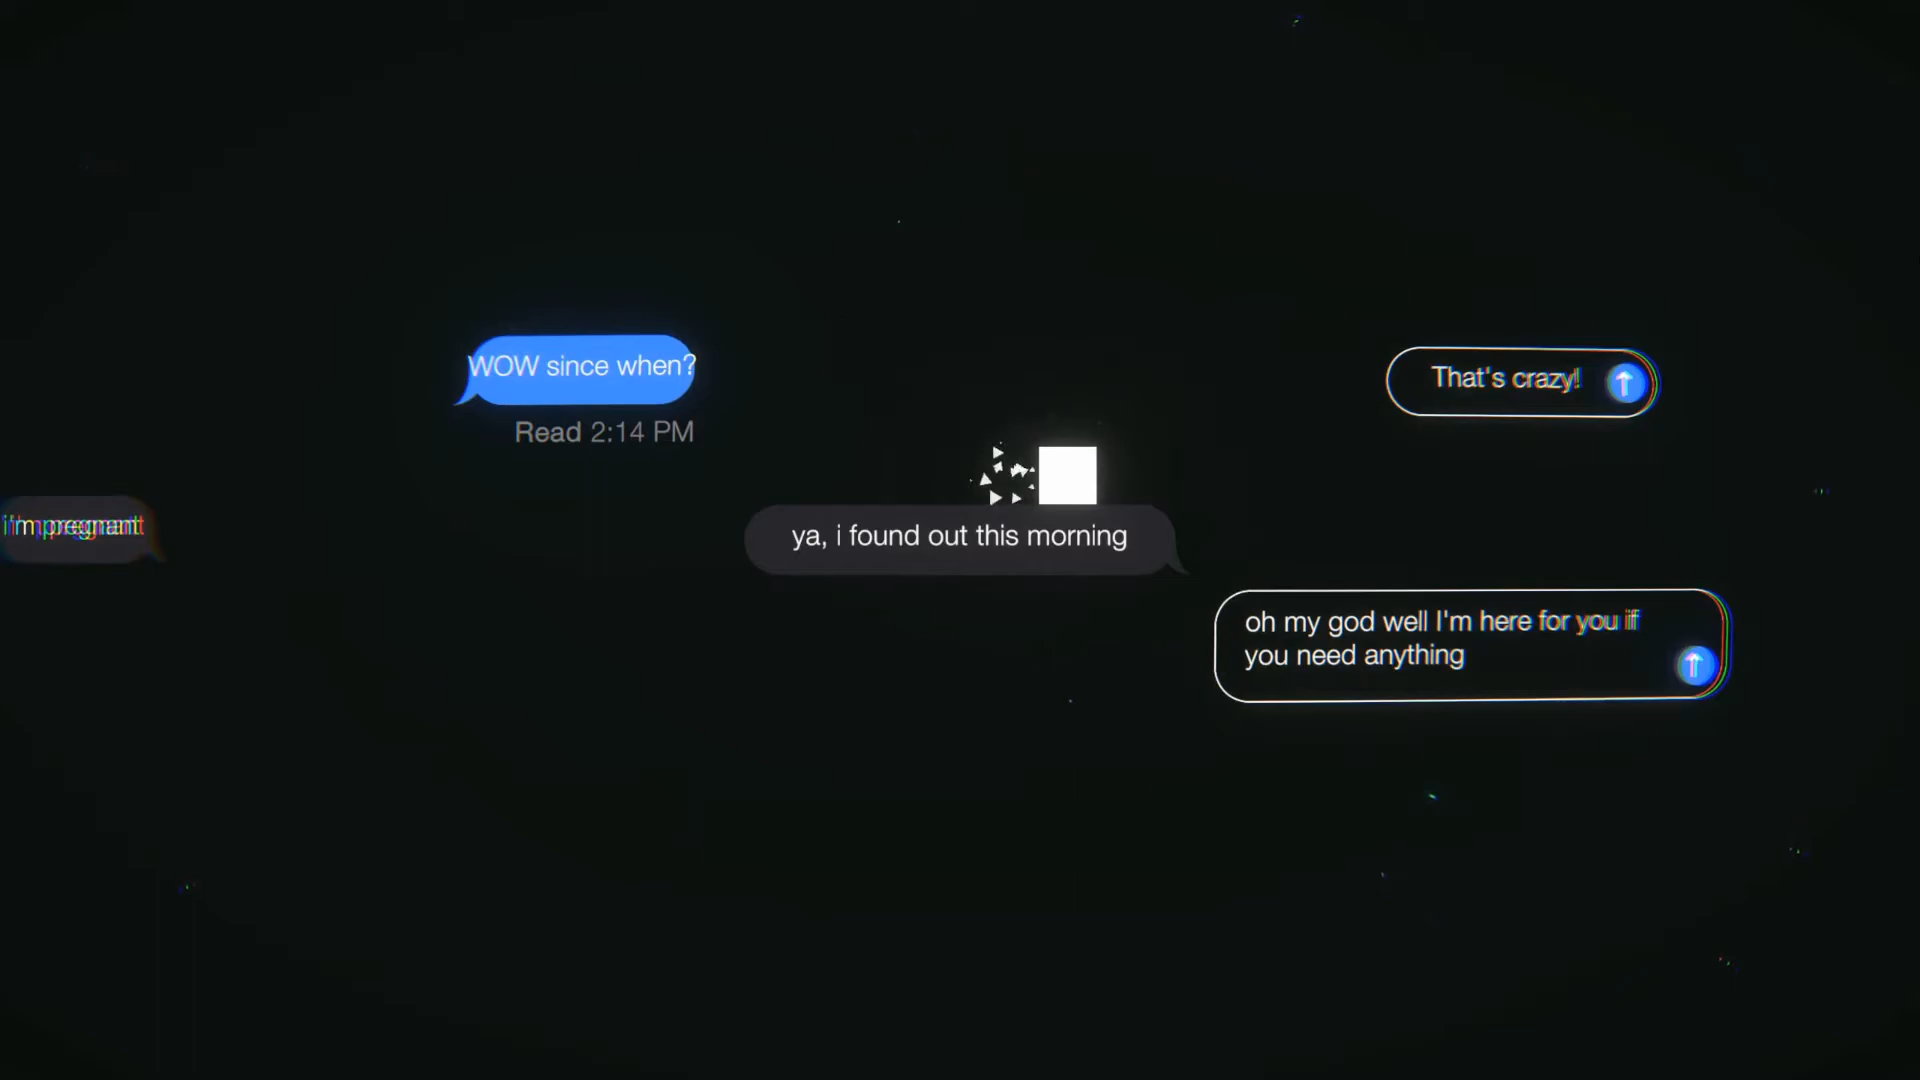 i'm pregnant
WOW since when?
Read 2:14 PM
ya, i found out this morning
That's crazy!
oh my god well I'm here for you if
you need anything